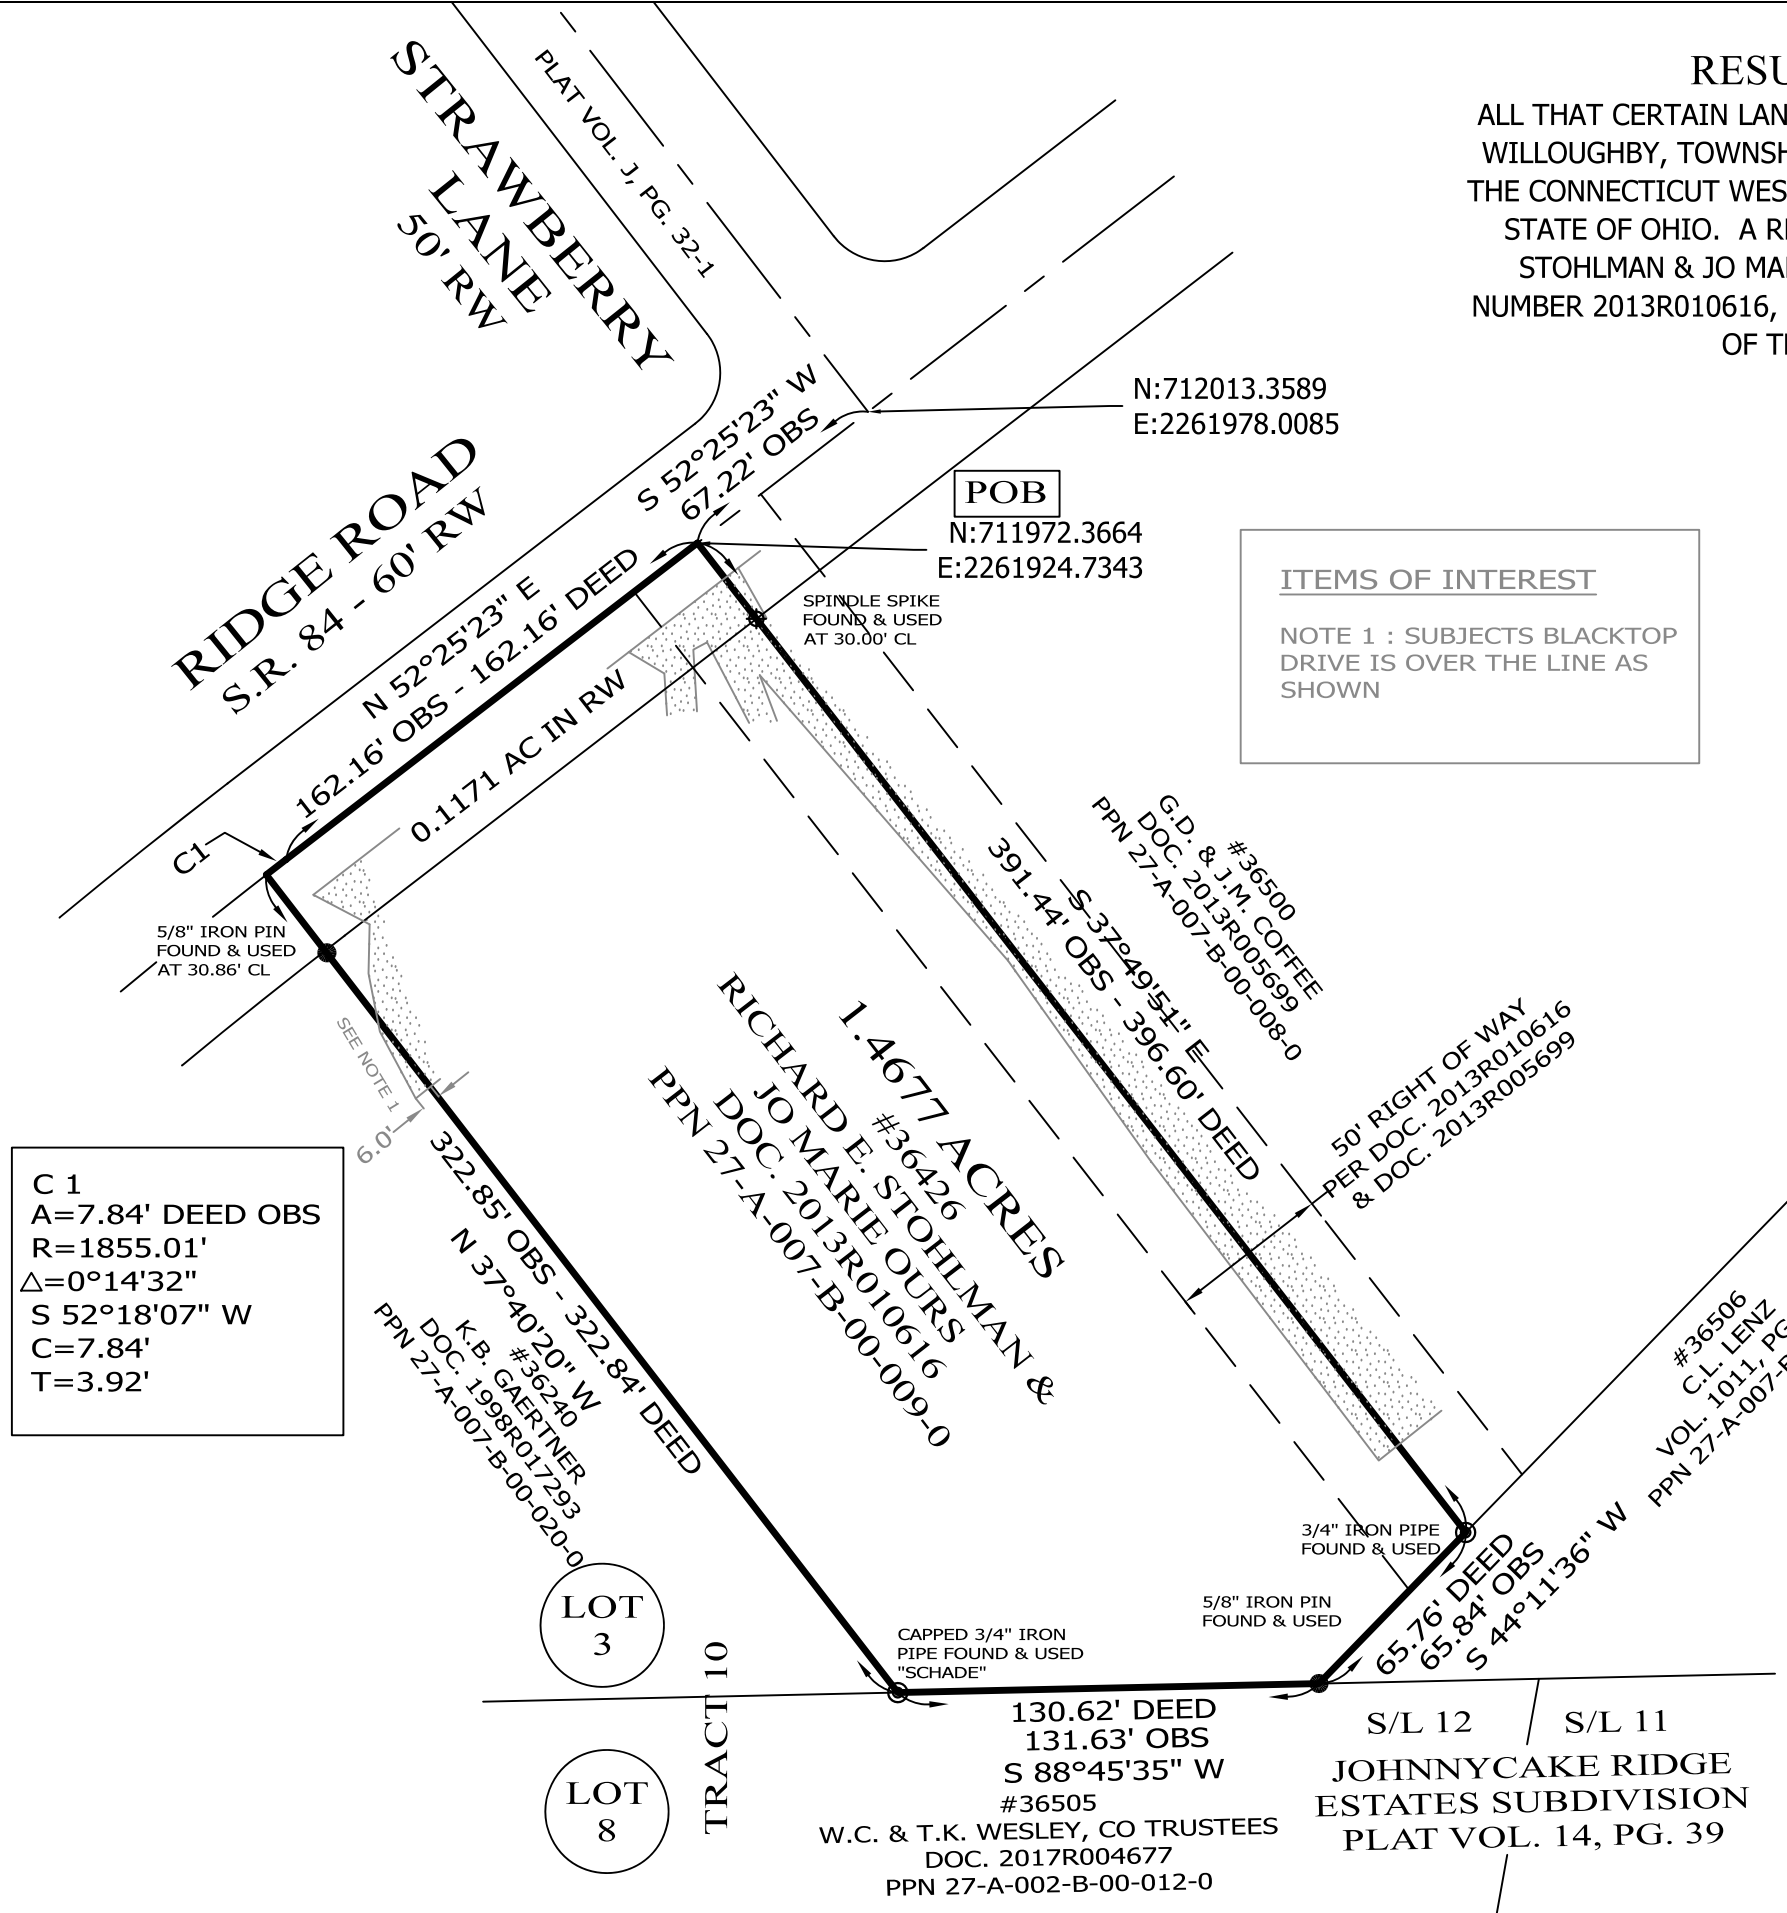 STRAWBERRY
LANE
50' RW
PLAT VOL. J, PG. 32-1
RESU
ALL THAT CERTAIN LAN
WILLOUGHBY, TOWNSH
THE CONNECTICUT WES
STATE OF OHIO. A RE
STOHLMAN & JO MAR
NUMBER 2013R010616,
OF TH
N:712013.3589
E:2261978.0085
S 52°25'23" W
67.22' OBS
POB
N:711972.3664
E:2261924.7343
RIDGE ROAD
S.R. 84 - 60' RW
N 52°25'23" E
162.16' OBS - 162.16' DEED
0.1171 AC IN RW
SPINDLE SPIKE
FOUND & USED
AT 30.00' CL
ITEMS OF INTEREST
NOTE 1 : SUBJECTS BLACKTOP
DRIVE IS OVER THE LINE AS
SHOWN
C1
5/8" IRON PIN
FOUND & USED
AT 30.86' CL
SEE NOTE 1
6.0'
S 37°49'51" E
391.44' OBS - 396.60' DEED
#36500
G.D. & J.M. COFFEE
DOC. 2013R005699
PPN 27-A-007-B-00-008-0
50' RIGHT OF WAY
PER DOC. 2013R010616
& DOC. 2013R005699
1.4677 ACRES
#36426
RICHARD E. STOHLMAN &
JO MARIE OURS
DOC. 2013R010616
PPN 27-A-007-B-00-009-0
C 1
A=7.84' DEED OBS
R=1855.01'
△=0°14'32"
S 52°18'07" W
C=7.84'
T=3.92'
322.85' OBS - 322.84' DEED
N 37°40'20" W
#36240
K.B. GAERTNER
DOC. 1998R017293
PPN 27-A-007-B-00-020-0
#36506
C.L. LENZ
VOL. 1011, PG
PPN 27-A-007-B
3/4" IRON PIPE
FOUND & USED
5/8" IRON PIN
FOUND & USED
65.76' DEED
65.84' OBS
S 44°11'36" W
LOT
3
LOT
8
TRACT 10
CAPPED 3/4" IRON
PIPE FOUND & USED
"SCHADE"
130.62' DEED
131.63' OBS
S 88°45'35" W
#36505
W.C. & T.K. WESLEY, CO TRUSTEES
DOC. 2017R004677
PPN 27-A-002-B-00-012-0
S/L 12
S/L 11
JOHNNYCAKE RIDGE
ESTATES SUBDIVISION
PLAT VOL. 14, PG. 39